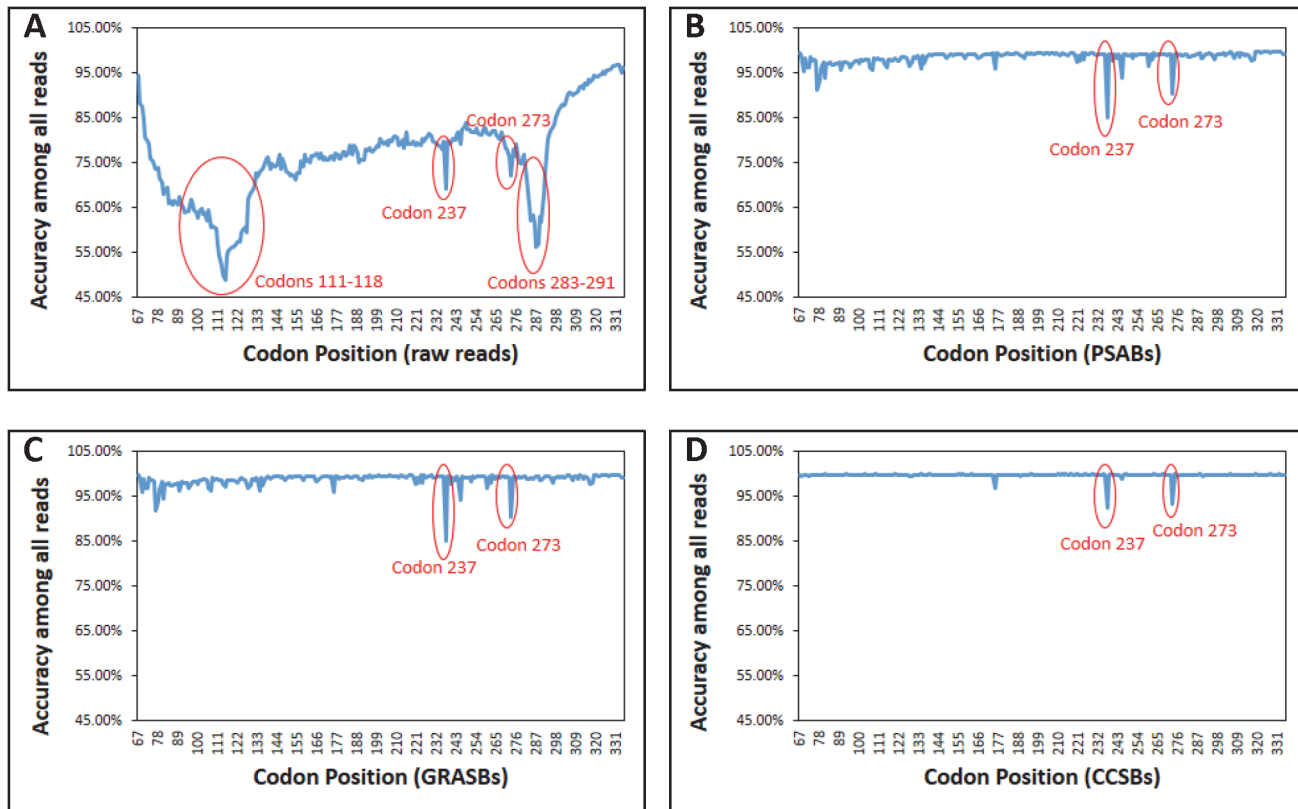 A
Accuracy among all reads
105.00%
95.00%
85.00%
75.00%
65.00%
55.00%
45.00%
Codon 273
Codon 237
Codons 111-118
Codons 283-291
67 78 89 100 111 122 133 144 155 166 177 188 199 210 221 232 243 254 265 276 287 298 309 320 331
Codon Position (raw reads)
B
Accuracy among all reads
105.00%
95.00%
85.00%
75.00%
65.00%
55.00%
45.00%
Codon 273
Codon 237
67 78 89 100 111 122 133 144 155 166 177 188 199 210 221 232 243 254 265 276 287 298 309 320 331
Codon Position (PSABs)
C
Accuracy among all reads
105.00%
95.00%
85.00%
75.00%
65.00%
55.00%
45.00%
Codon 273
Codon 237
67 78 89 100 111 122 133 144 155 166 177 188 199 210 221 232 243 254 265 276 287 298 309 320 331
Codon Position (GRASBs)
D
Accuracy among all reads
105.00%
95.00%
85.00%
75.00%
65.00%
55.00%
45.00%
Codon 237
Codon 273
67 78 89 100 111 122 133 144 155 166 177 188 199 210 221 232 243 254 265 276 287 298 309 320 331
Codon Position (CCSBs)